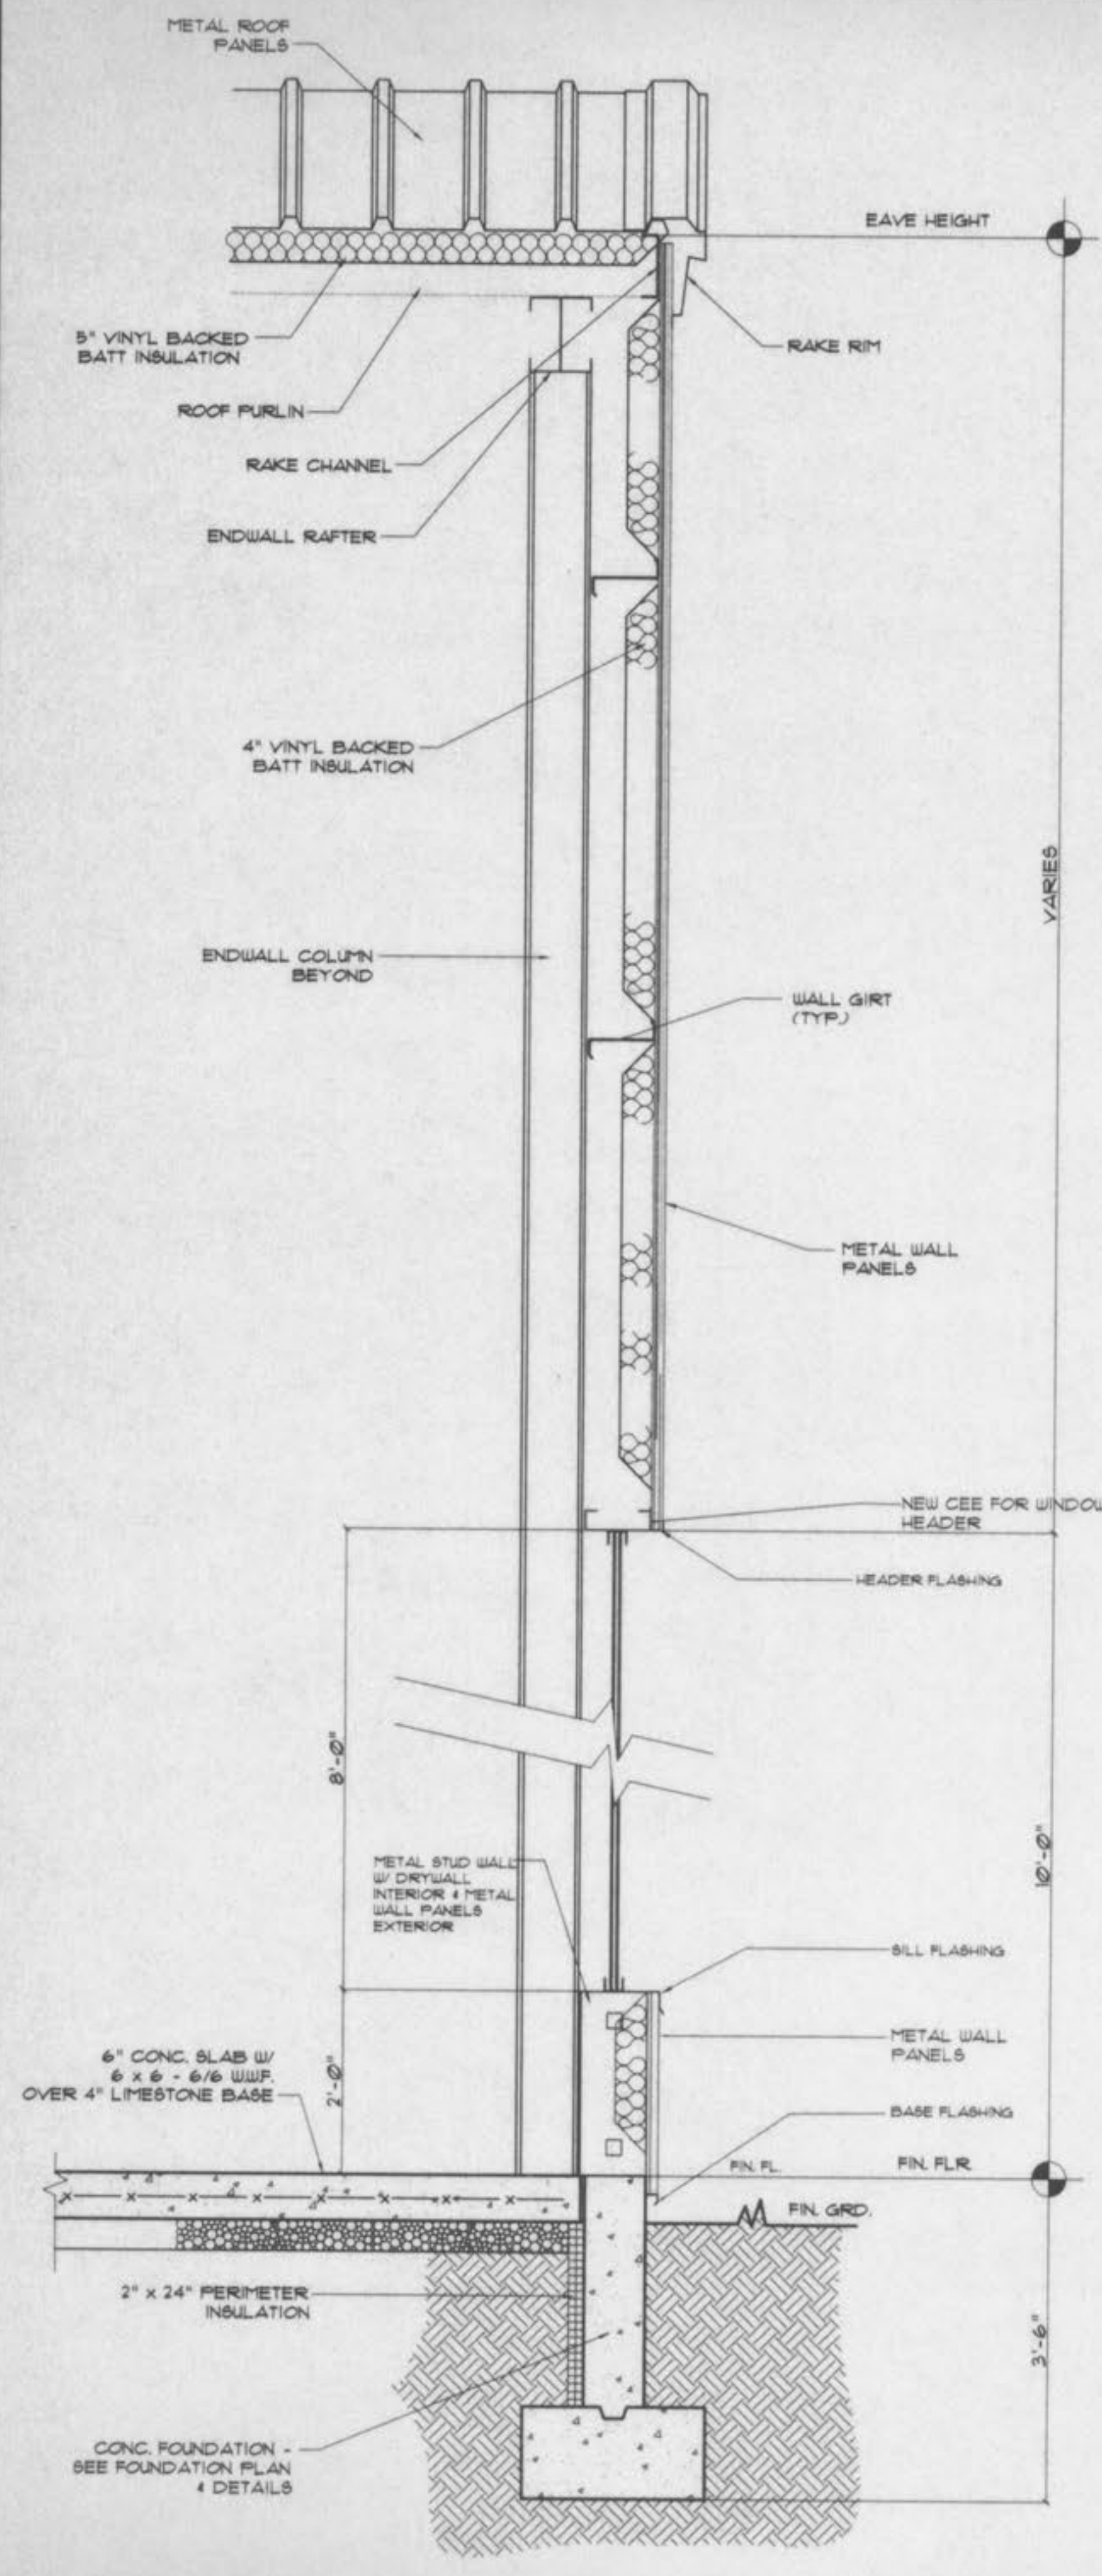 METAL ROOF
PANELS
EAVE HEIGHT
5" VINYL BACKED
BATT INSULATION
RAKE RIM
ROOF PURLIN
RAKE CHANNEL
ENDWALL RAFTER
4" VINYL BACKED
BATT INSULATION
VARIES
ENDWALL COLUMN
BEYOND
WALL GIRT
(TYP.)
METAL WALL
PANELS
NEW CEE FOR WINDOW
HEADER
HEADER FLASHING
8'-0"
10'-0"
METAL STUD WALL
W/ DRYWALL
INTERIOR & METAL
WALL PANELS
EXTERIOR
SILL FLASHING
METAL WALL
PANELS
6" CONC. SLAB W/
6 x 6 - 6/6 W.W.F.
OVER 4" LIMESTONE BASE
2'-0"
BASE FLASHING
FIN. FL.
FIN. FLR
FIN. GRD.
2" x 24" PERIMETER
INSULATION
3'-6"
CONC. FOUNDATION -
SEE FOUNDATION PLAN
& DETAILS